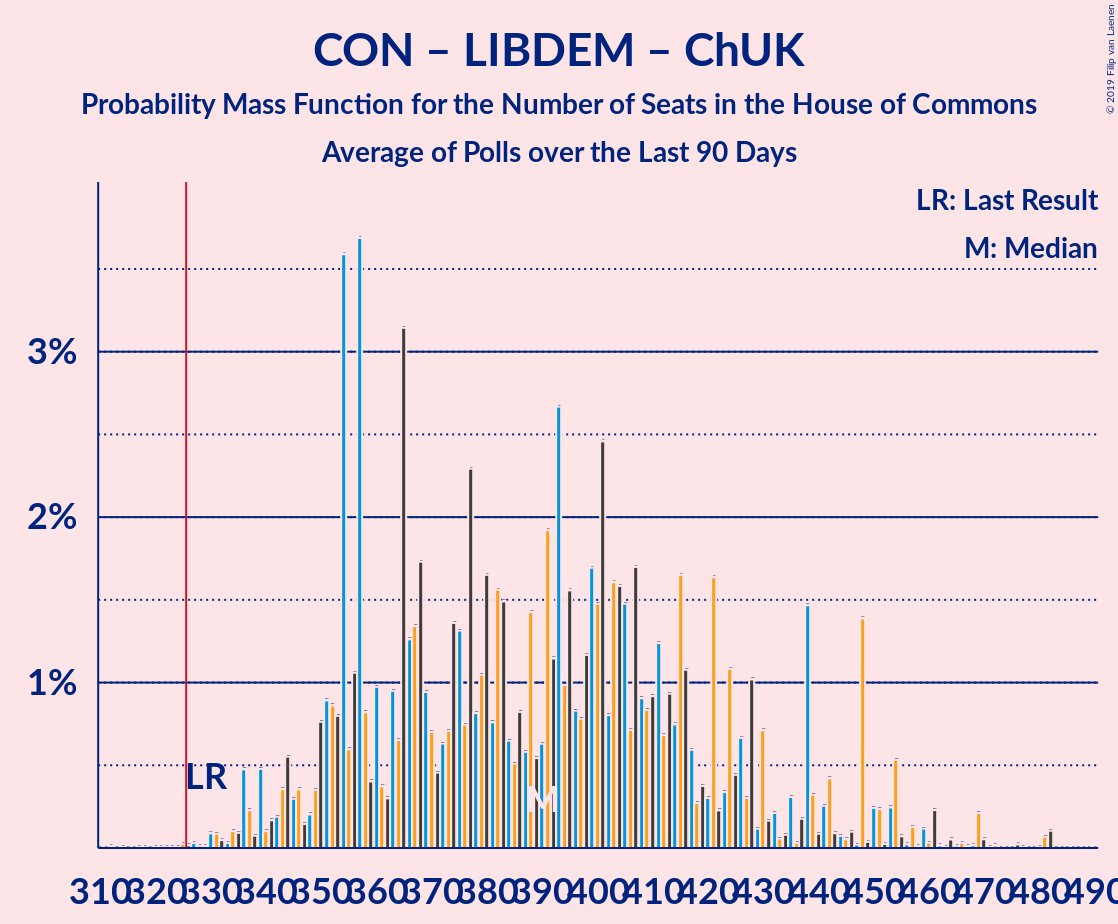 CON – LIBDEM – ChUK
Probability Mass Function for the Number of Seats in the House of Commons
Average of Polls over the Last 90 Days
© 2019 Filip van Laenen
LR: Last Result
M: Median
3%
2%
1%
LR
M
310 320 330 340 350 360 370 380 390 400 410 420 430 440 450 460 470 480 490